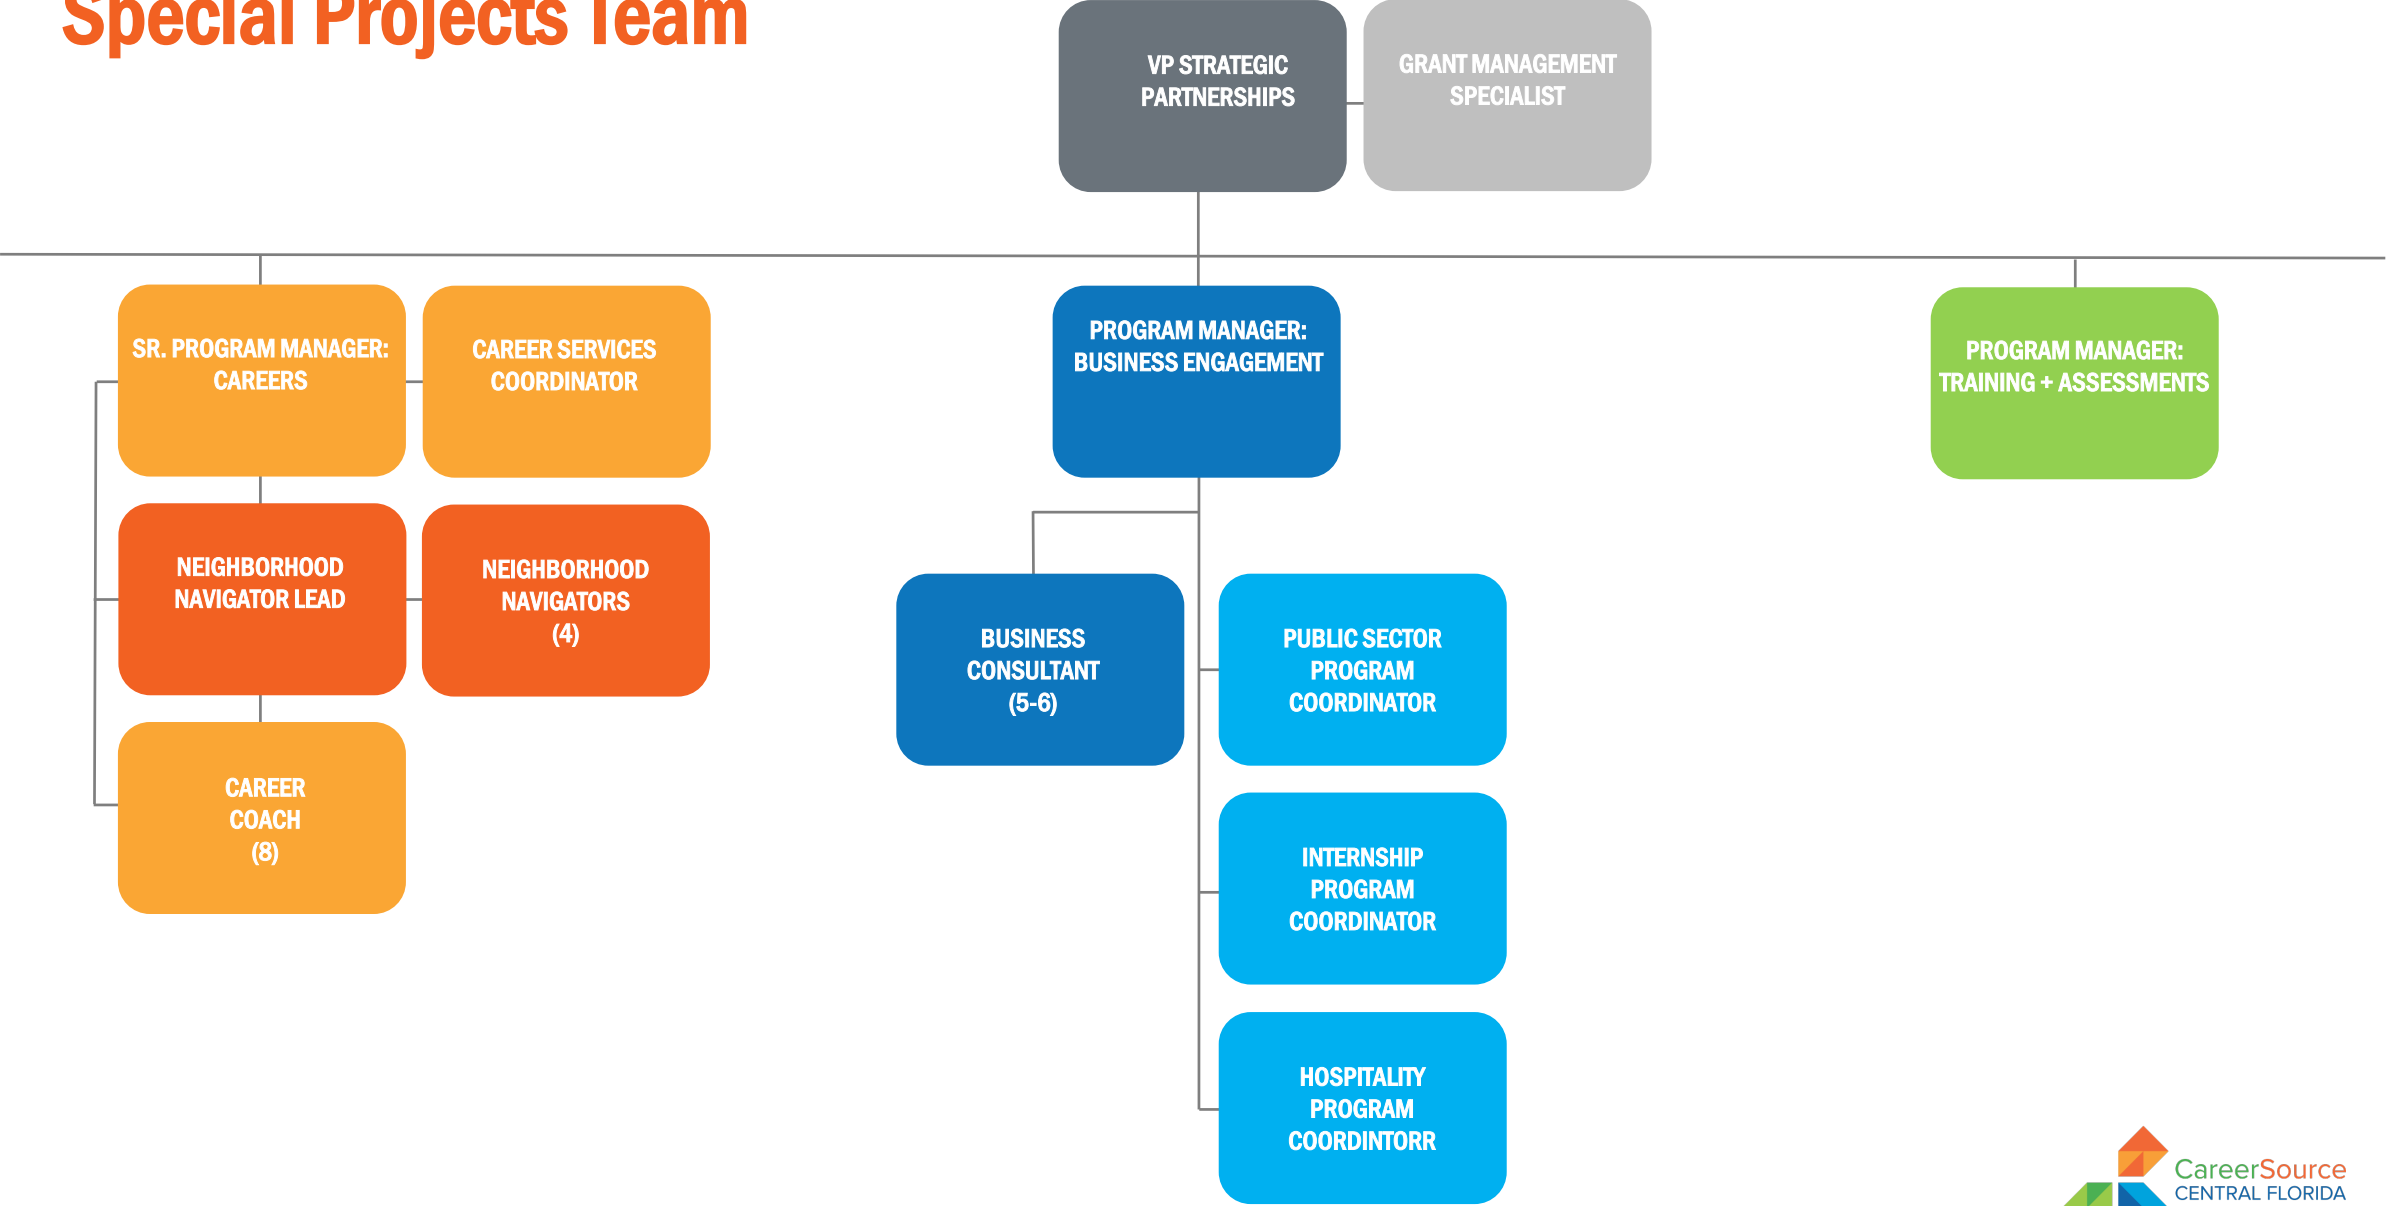 Special Projects Team
VP STRATEGIC
PARTNERSHIPS
GRANT MANAGEMENT
SPECIALIST
SR. PROGRAM MANAGER:
CAREERS
CAREER SERVICES
COORDINATOR
PROGRAM MANAGER:
BUSINESS ENGAGEMENT
PROGRAM MANAGER:
TRAINING + ASSESSMENTS
NEIGHBORHOOD
NAVIGATOR LEAD
NEIGHBORHOOD
NAVIGATORS
(4)
BUSINESS
CONSULTANT
(5-6)
PUBLIC SECTOR
PROGRAM
COORDINATOR
CAREER
COACH
(8)
INTERNSHIP
PROGRAM
COORDINATOR
HOSPITALITY
PROGRAM
COORDINTORR
CareerSource
CENTRAL FLORIDA